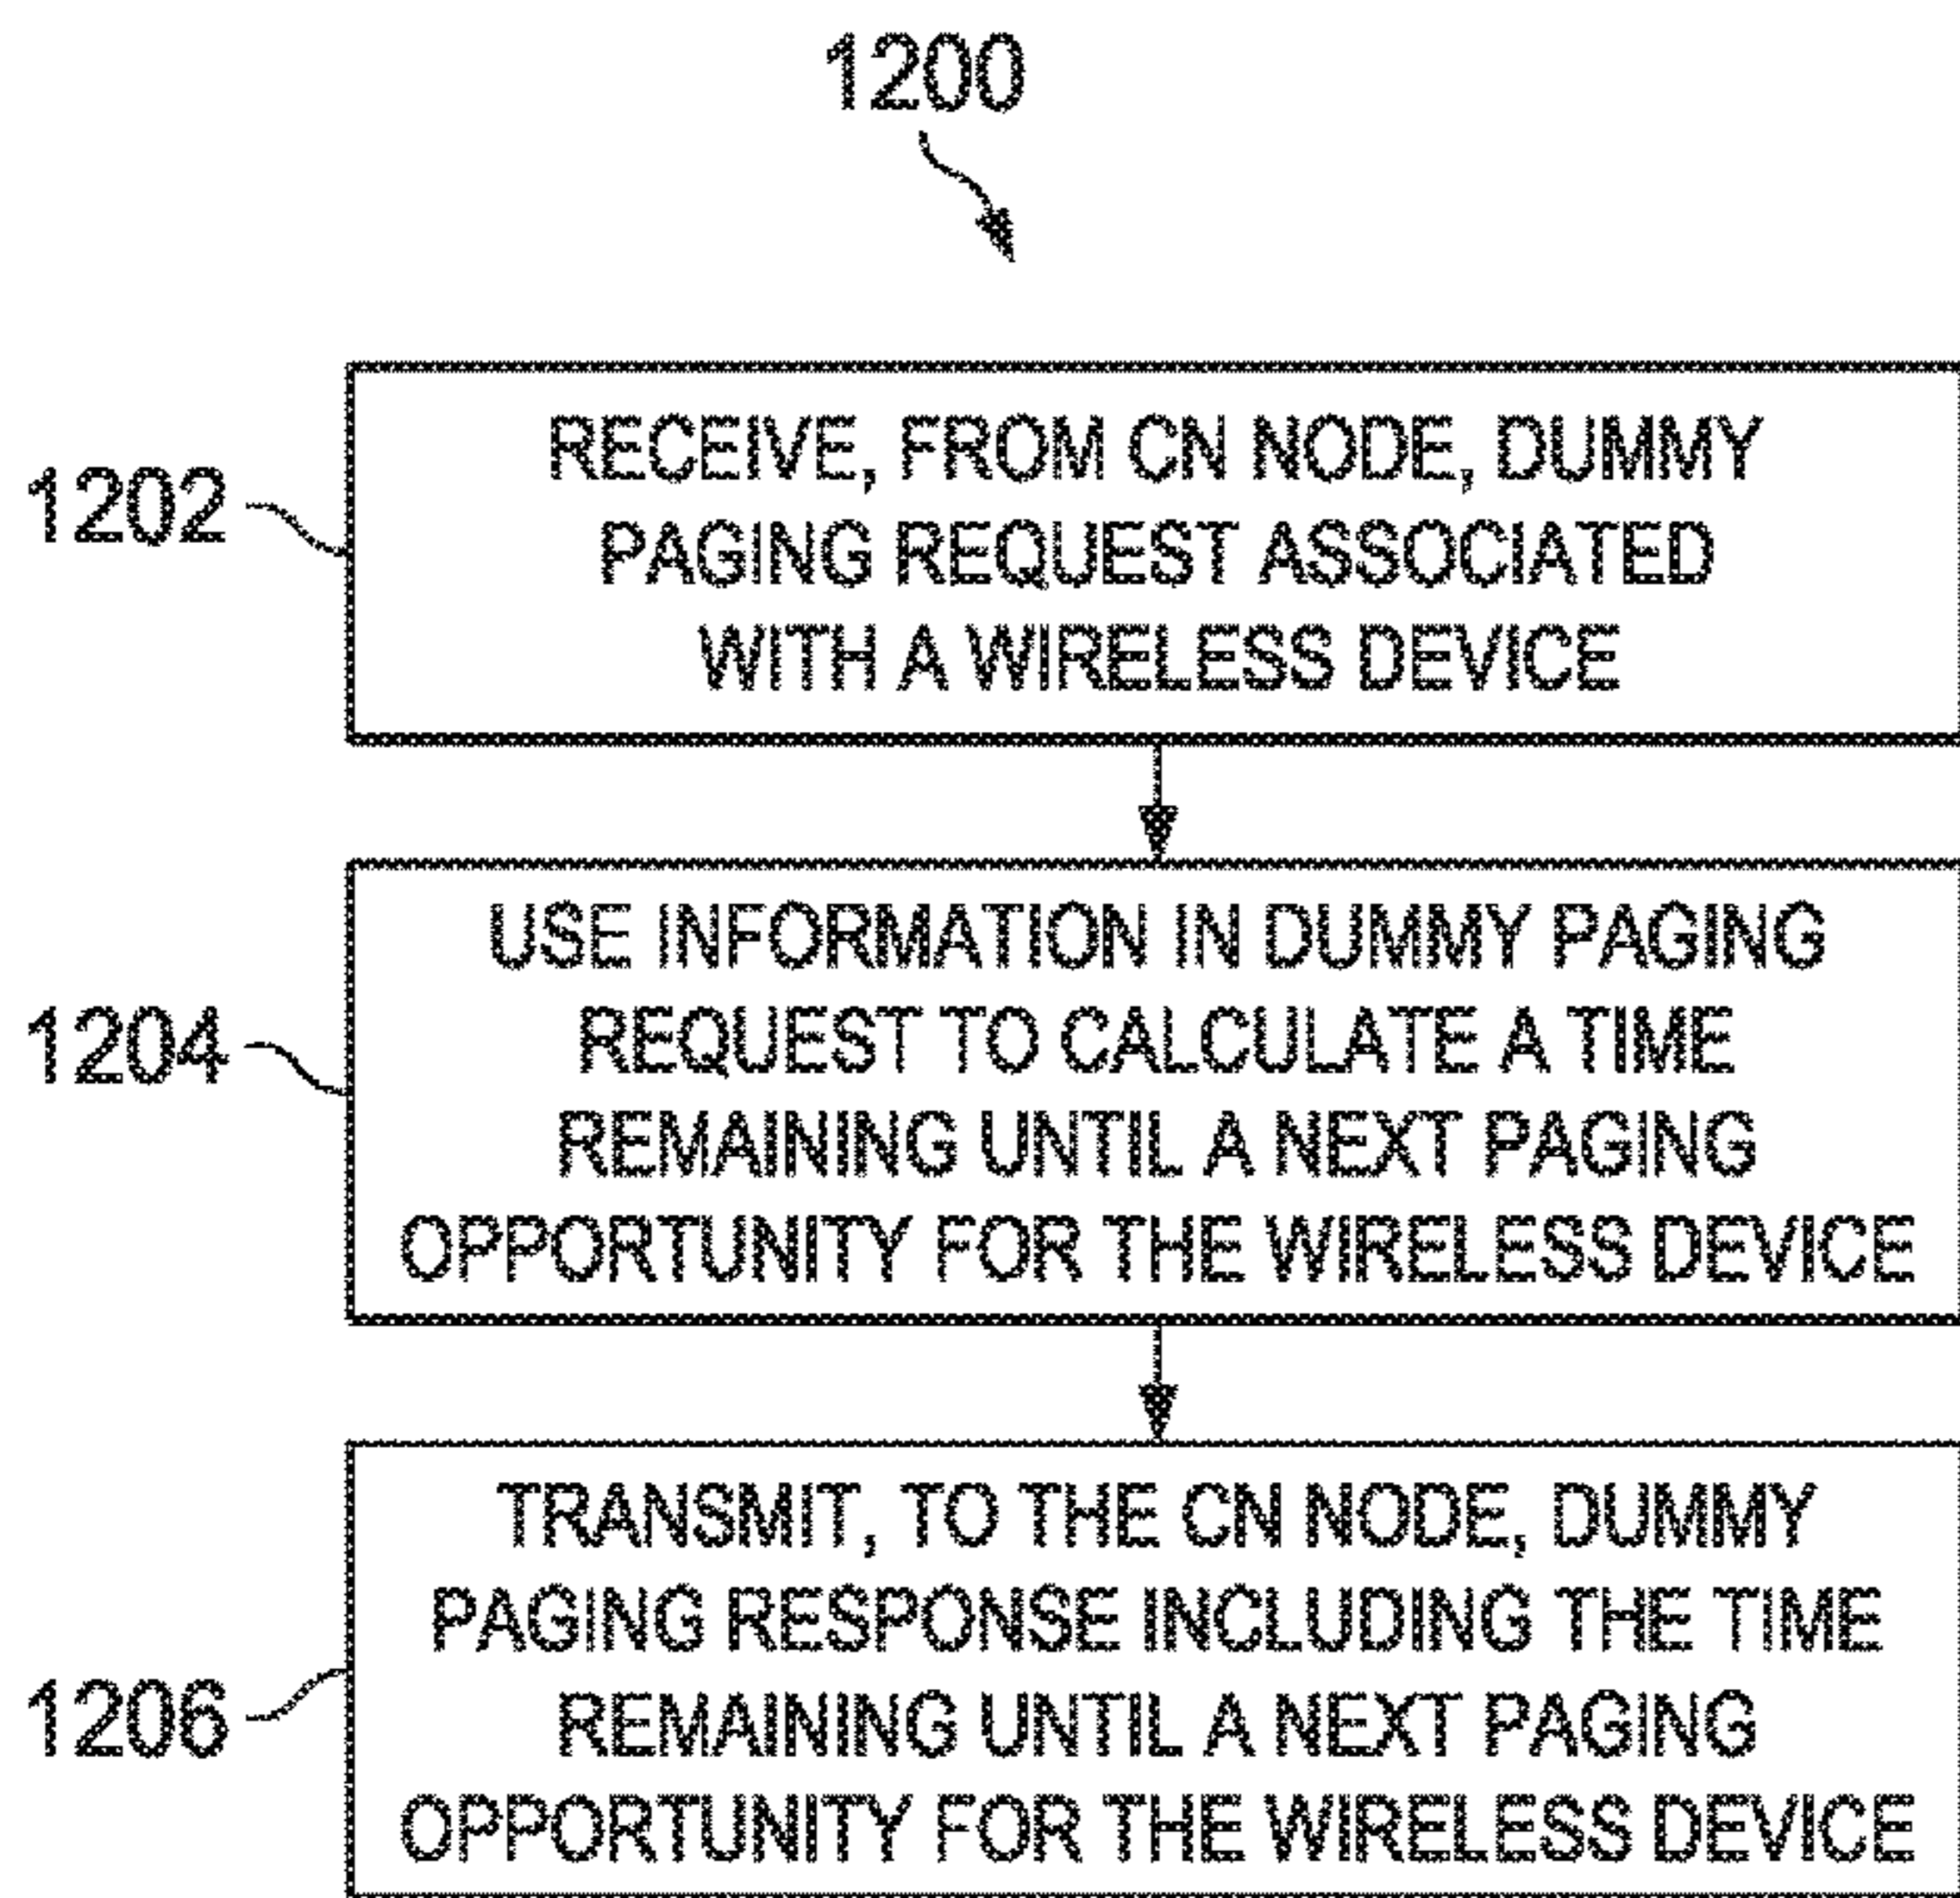 1200
1202
RECEIVE, FROM CN NODE, DUMMY
PAGING REQUEST ASSOCIATED
WITH A WIRELESS DEVICE
1204
USE INFORMATION IN DUMMY PAGING
REQUEST TO CALCULATE A TIME
REMAINING UNTIL A NEXT PAGING
OPPORTUNITY FOR THE WIRELESS DEVICE
1206
TRANSMIT, TO THE CN NODE, DUMMY
PAGING RESPONSE INCLUDING THE TIME
REMAINING UNTIL A NEXT PAGING
OPPORTUNITY FOR THE WIRELESS DEVICE